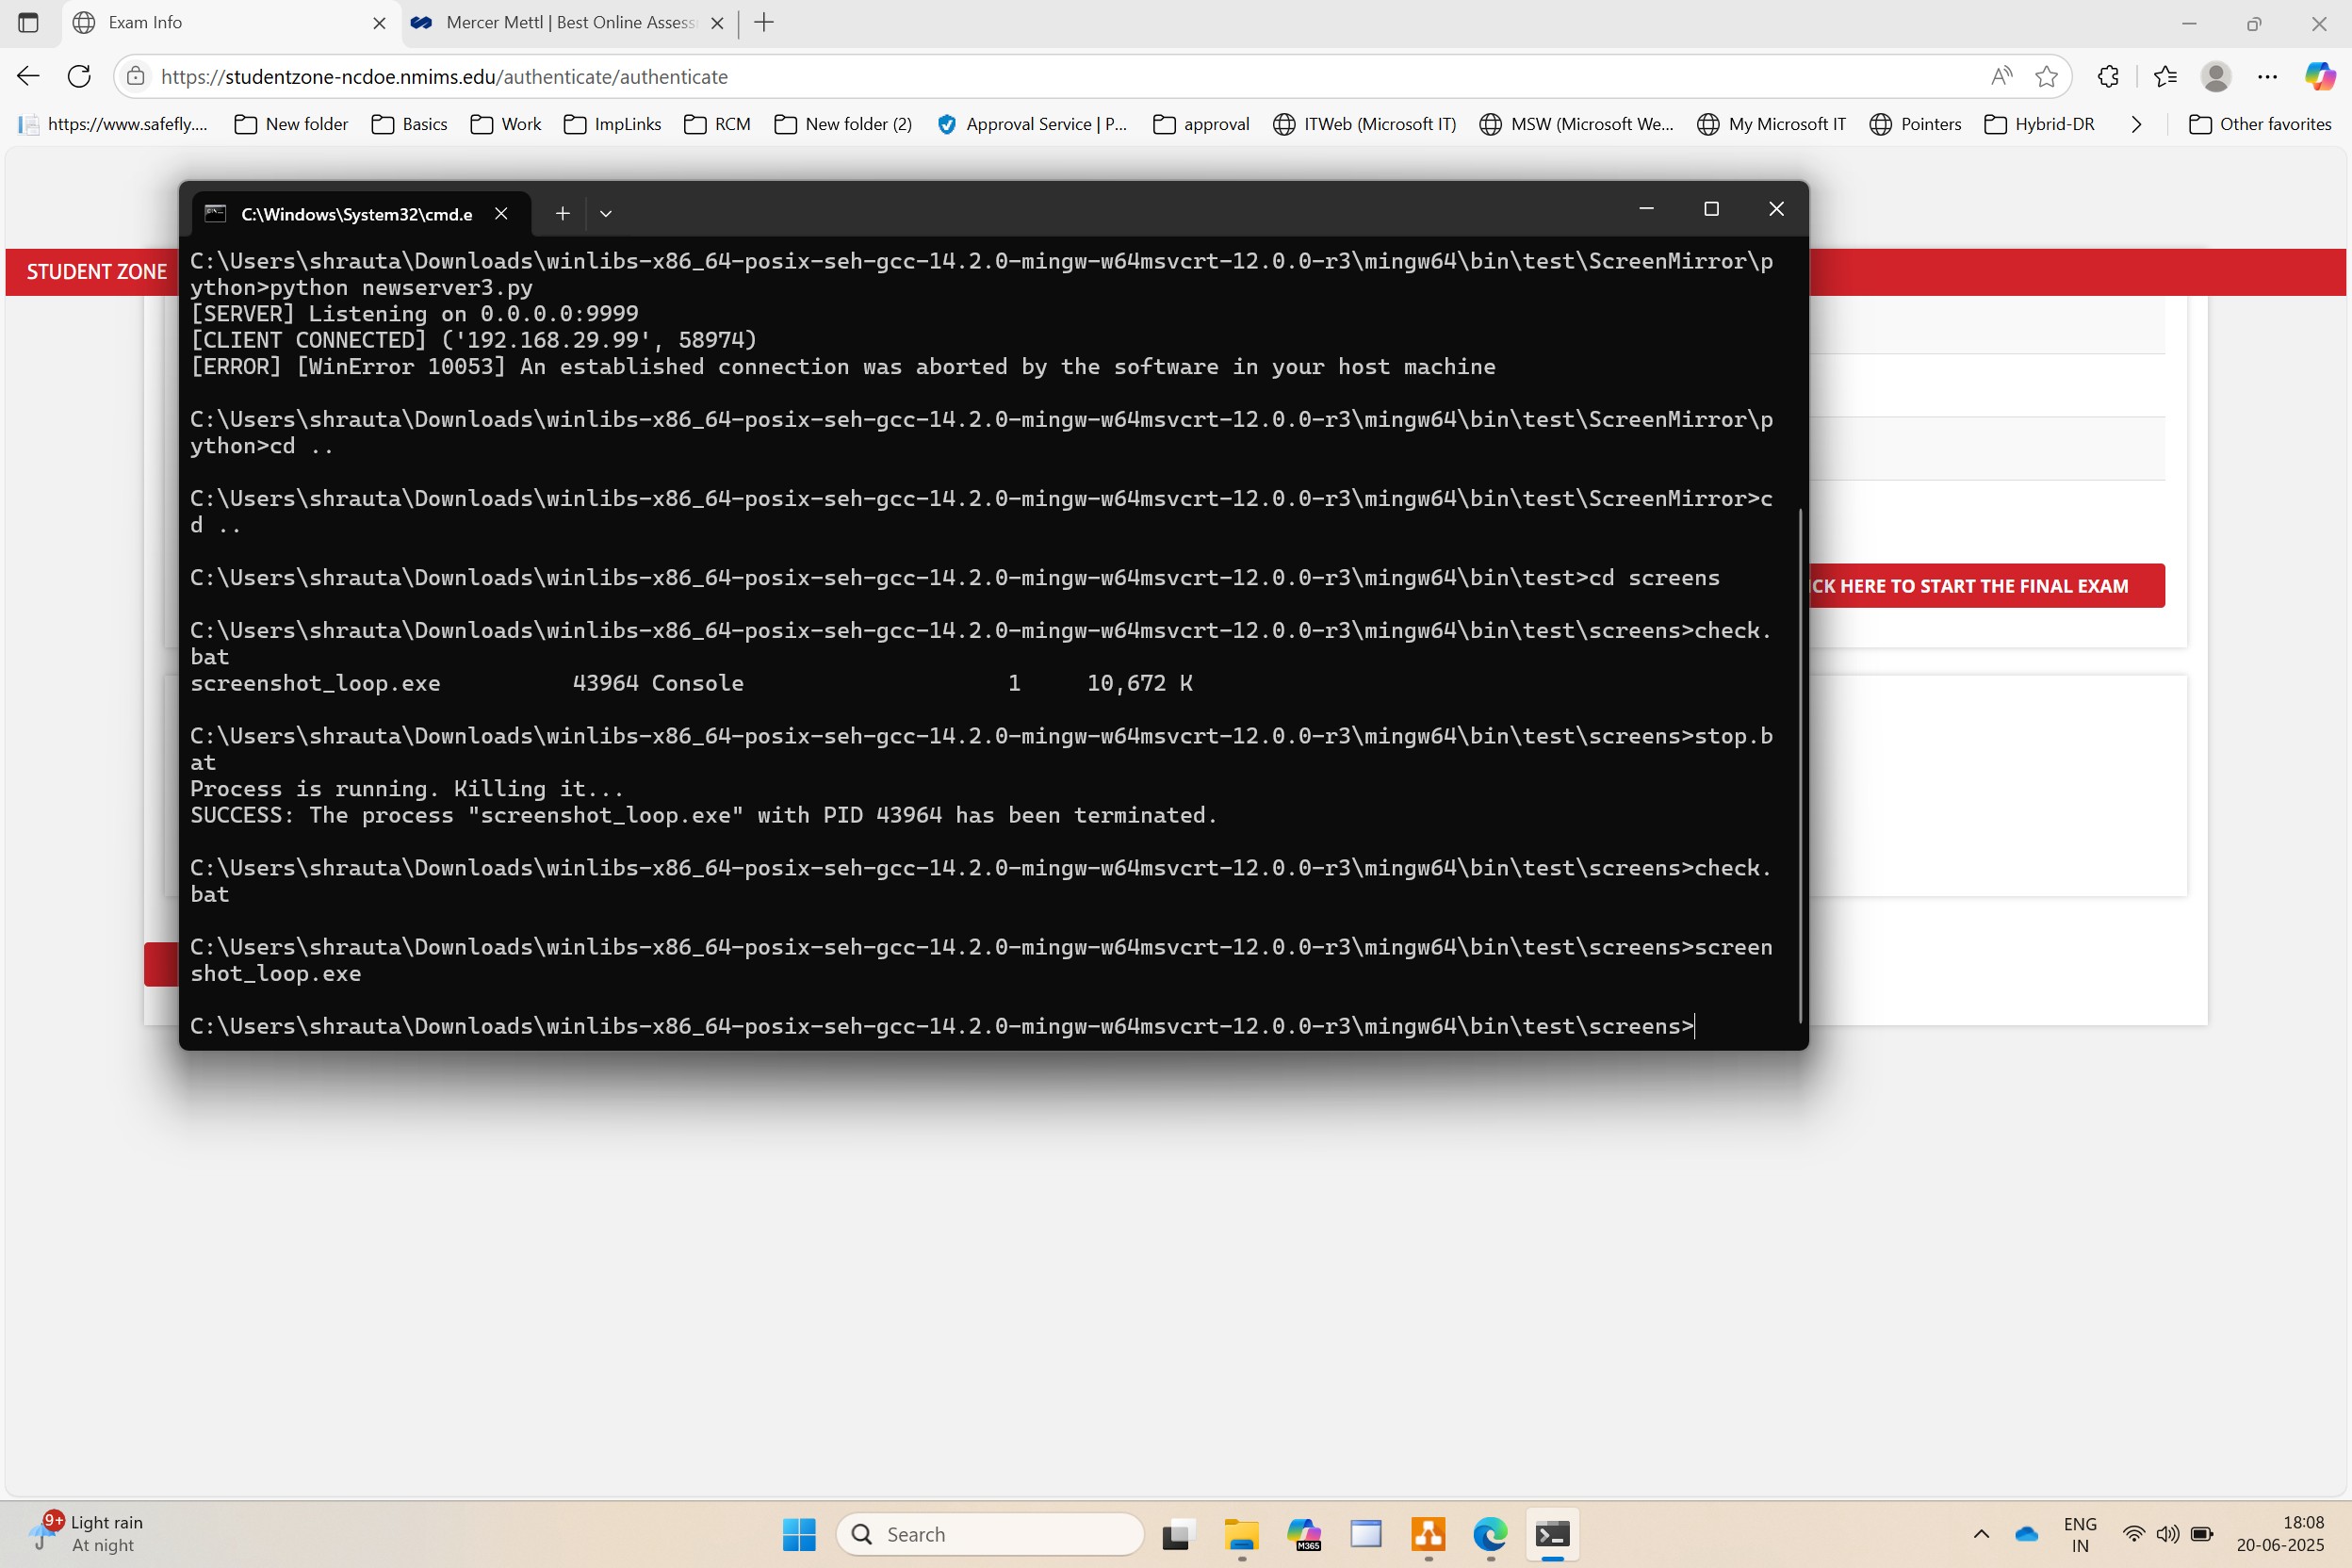 Exam Info
Mercer Mettl | Best Online Assess
https://studentzone-ncdoe.nmims.edu/authenticate/authenticate
https://www.safefly.... New folder Basics Work ImpLinks RCM New folder (2) Approval Service | P... approval ITWeb (Microsoft IT) MSW (Microsoft We... My Microsoft IT Pointers Hybrid-DR Other favorites
C:\Windows\System32\cmd.e
STUDENT ZONE
C:\Users\shrauta\Downloads\winlibs-x86_64-posix-seh-gcc-14.2.0-mingw-w64msvcrt-12.0.0-r3\mingw64\bin\test\ScreenMirror\p
ython>python newserver3.py
[SERVER] Listening on 0.0.0.0:9999
[CLIENT CONNECTED] ('192.168.29.99', 58974)
[ERROR] [WinError 10053] An established connection was aborted by the software in your host machine
C:\Users\shrauta\Downloads\winlibs-x86_64-posix-seh-gcc-14.2.0-mingw-w64msvcrt-12.0.0-r3\mingw64\bin\test\ScreenMirror\p
ython>cd ..
C:\Users\shrauta\Downloads\winlibs-x86_64-posix-seh-gcc-14.2.0-mingw-w64msvcrt-12.0.0-r3\mingw64\bin\test\ScreenMirror>c
d ..
C:\Users\shrauta\Downloads\winlibs-x86_64-posix-seh-gcc-14.2.0-mingw-w64msvcrt-12.0.0-r3\mingw64\bin\test>cd screens
C:\Users\shrauta\Downloads\winlibs-x86_64-posix-seh-gcc-14.2.0-mingw-w64msvcrt-12.0.0-r3\mingw64\bin\test\screens>check.
bat
screenshot_loop.exe 43964 Console 1 10,672 K
C:\Users\shrauta\Downloads\winlibs-x86_64-posix-seh-gcc-14.2.0-mingw-w64msvcrt-12.0.0-r3\mingw64\bin\test\screens>stop.b
at
Process is running. Killing it...
SUCCESS: The process "screenshot_loop.exe" with PID 43964 has been terminated.
C:\Users\shrauta\Downloads\winlibs-x86_64-posix-seh-gcc-14.2.0-mingw-w64msvcrt-12.0.0-r3\mingw64\bin\test\screens>check.
bat
C:\Users\shrauta\Downloads\winlibs-x86_64-posix-seh-gcc-14.2.0-mingw-w64msvcrt-12.0.0-r3\mingw64\bin\test\screens>screen
shot_loop.exe
C:\Users\shrauta\Downloads\winlibs-x86_64-posix-seh-gcc-14.2.0-mingw-w64msvcrt-12.0.0-r3\mingw64\bin\test\screens>
CK HERE TO START THE FINAL EXAM
9+
Light rain
At night
Search
M365
ENG
IN
18:08
20-06-2025